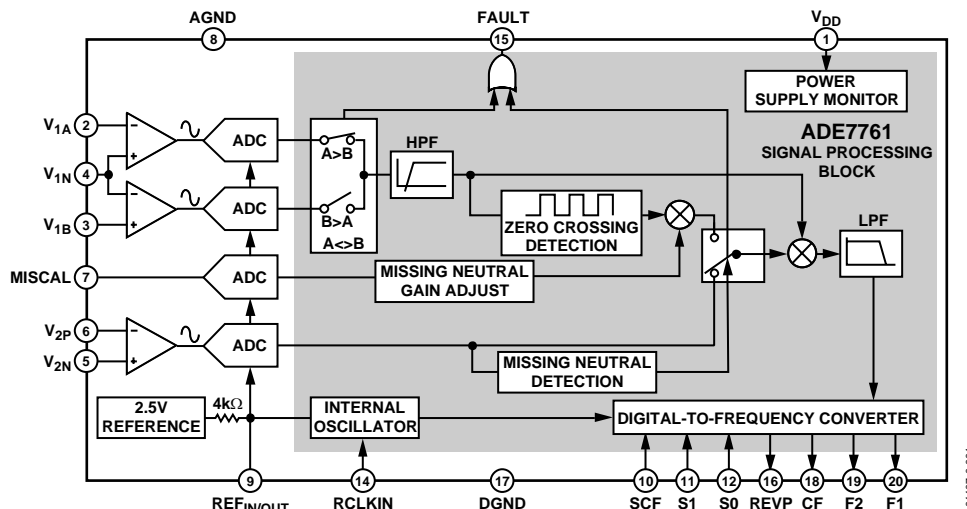 AGND
FAULT
V_DD
8
15
1
POWER
SUPPLY MONITOR
ADE7761
SIGNAL PROCESSING
BLOCK
V1A 2
–
+
ADC
A>B
HPF
V1N 4
–
+
ADC
B>A
A<>B
V1B 3
ZERO CROSSING
DETECTION
LPF
MISCAL 7
ADC
MISSING NEUTRAL
GAIN ADJUST
V2P 6
–
+
V2N 5
ADC
MISSING NEUTRAL
DETECTION
2.5V
REFERENCE
4kΩ
INTERNAL
OSCILLATOR
DIGITAL-TO-FREQUENCY CONVERTER
9
14
17
10
11
12
16
18
19
20
REF_IN/OUT
RCLKIN
DGND
SCF
S1
S0
REVP
CF
F2
F1